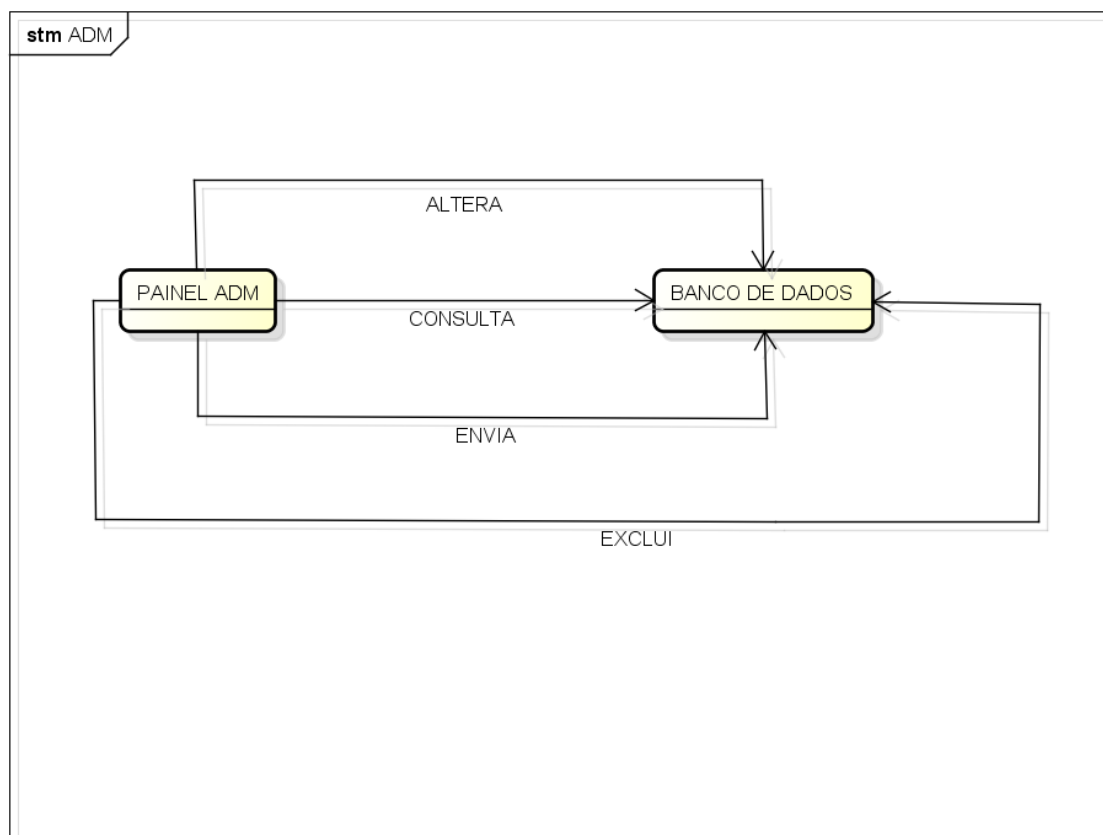 stm ADM
ALTERA
PAINEL ADM
BANCO DE DADOS
CONSULTA
ENVIA
EXCLUI